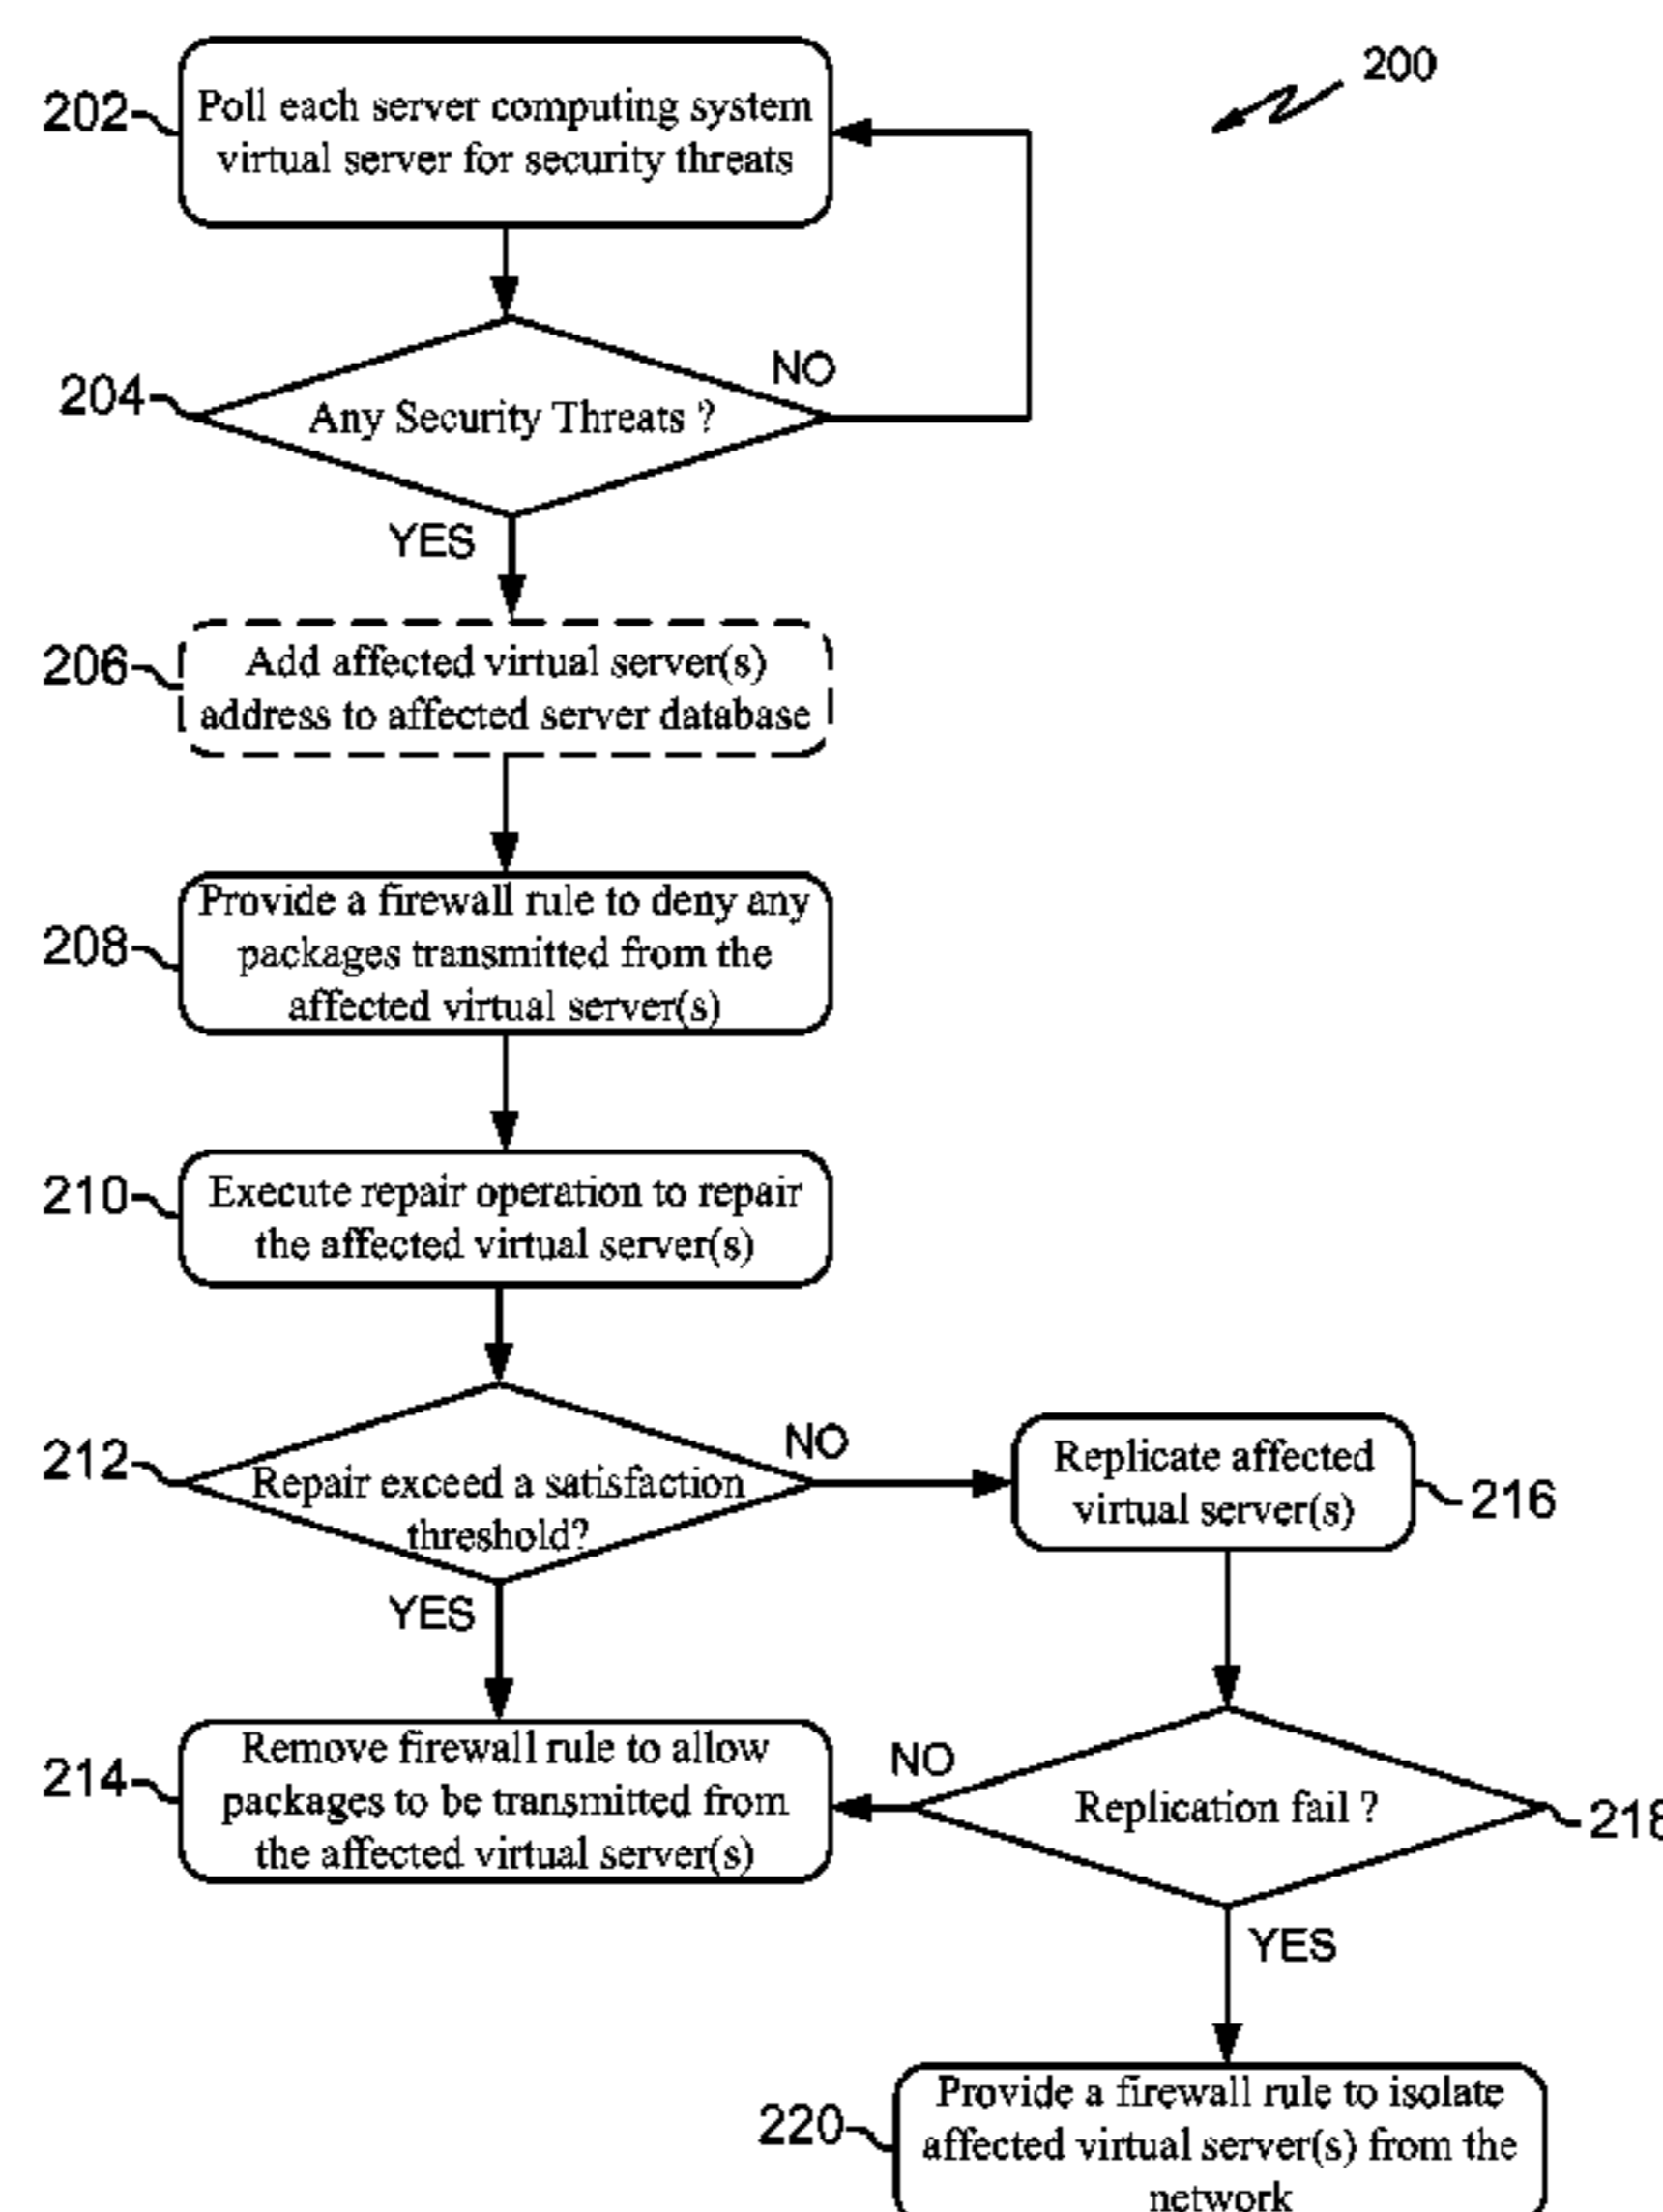 200
202
Poll each server computing system
virtual server for security threats
204
Any Security Threats ?
NO
YES
206
Add affected virtual server(s)
address to affected server database
208
Provide a firewall rule to deny any
packages transmitted from the
affected virtual server(s)
210
Execute repair operation to repair
the affected virtual server(s)
212
Repair exceed a satisfaction
threshold?
NO
YES
Replicate affected
virtual server(s)
216
214
Remove firewall rule to allow
packages to be transmitted from
the affected virtual server(s)
NO
Replication fail ?
218
YES
220
Provide a firewall rule to isolate
affected virtual server(s) from the
network